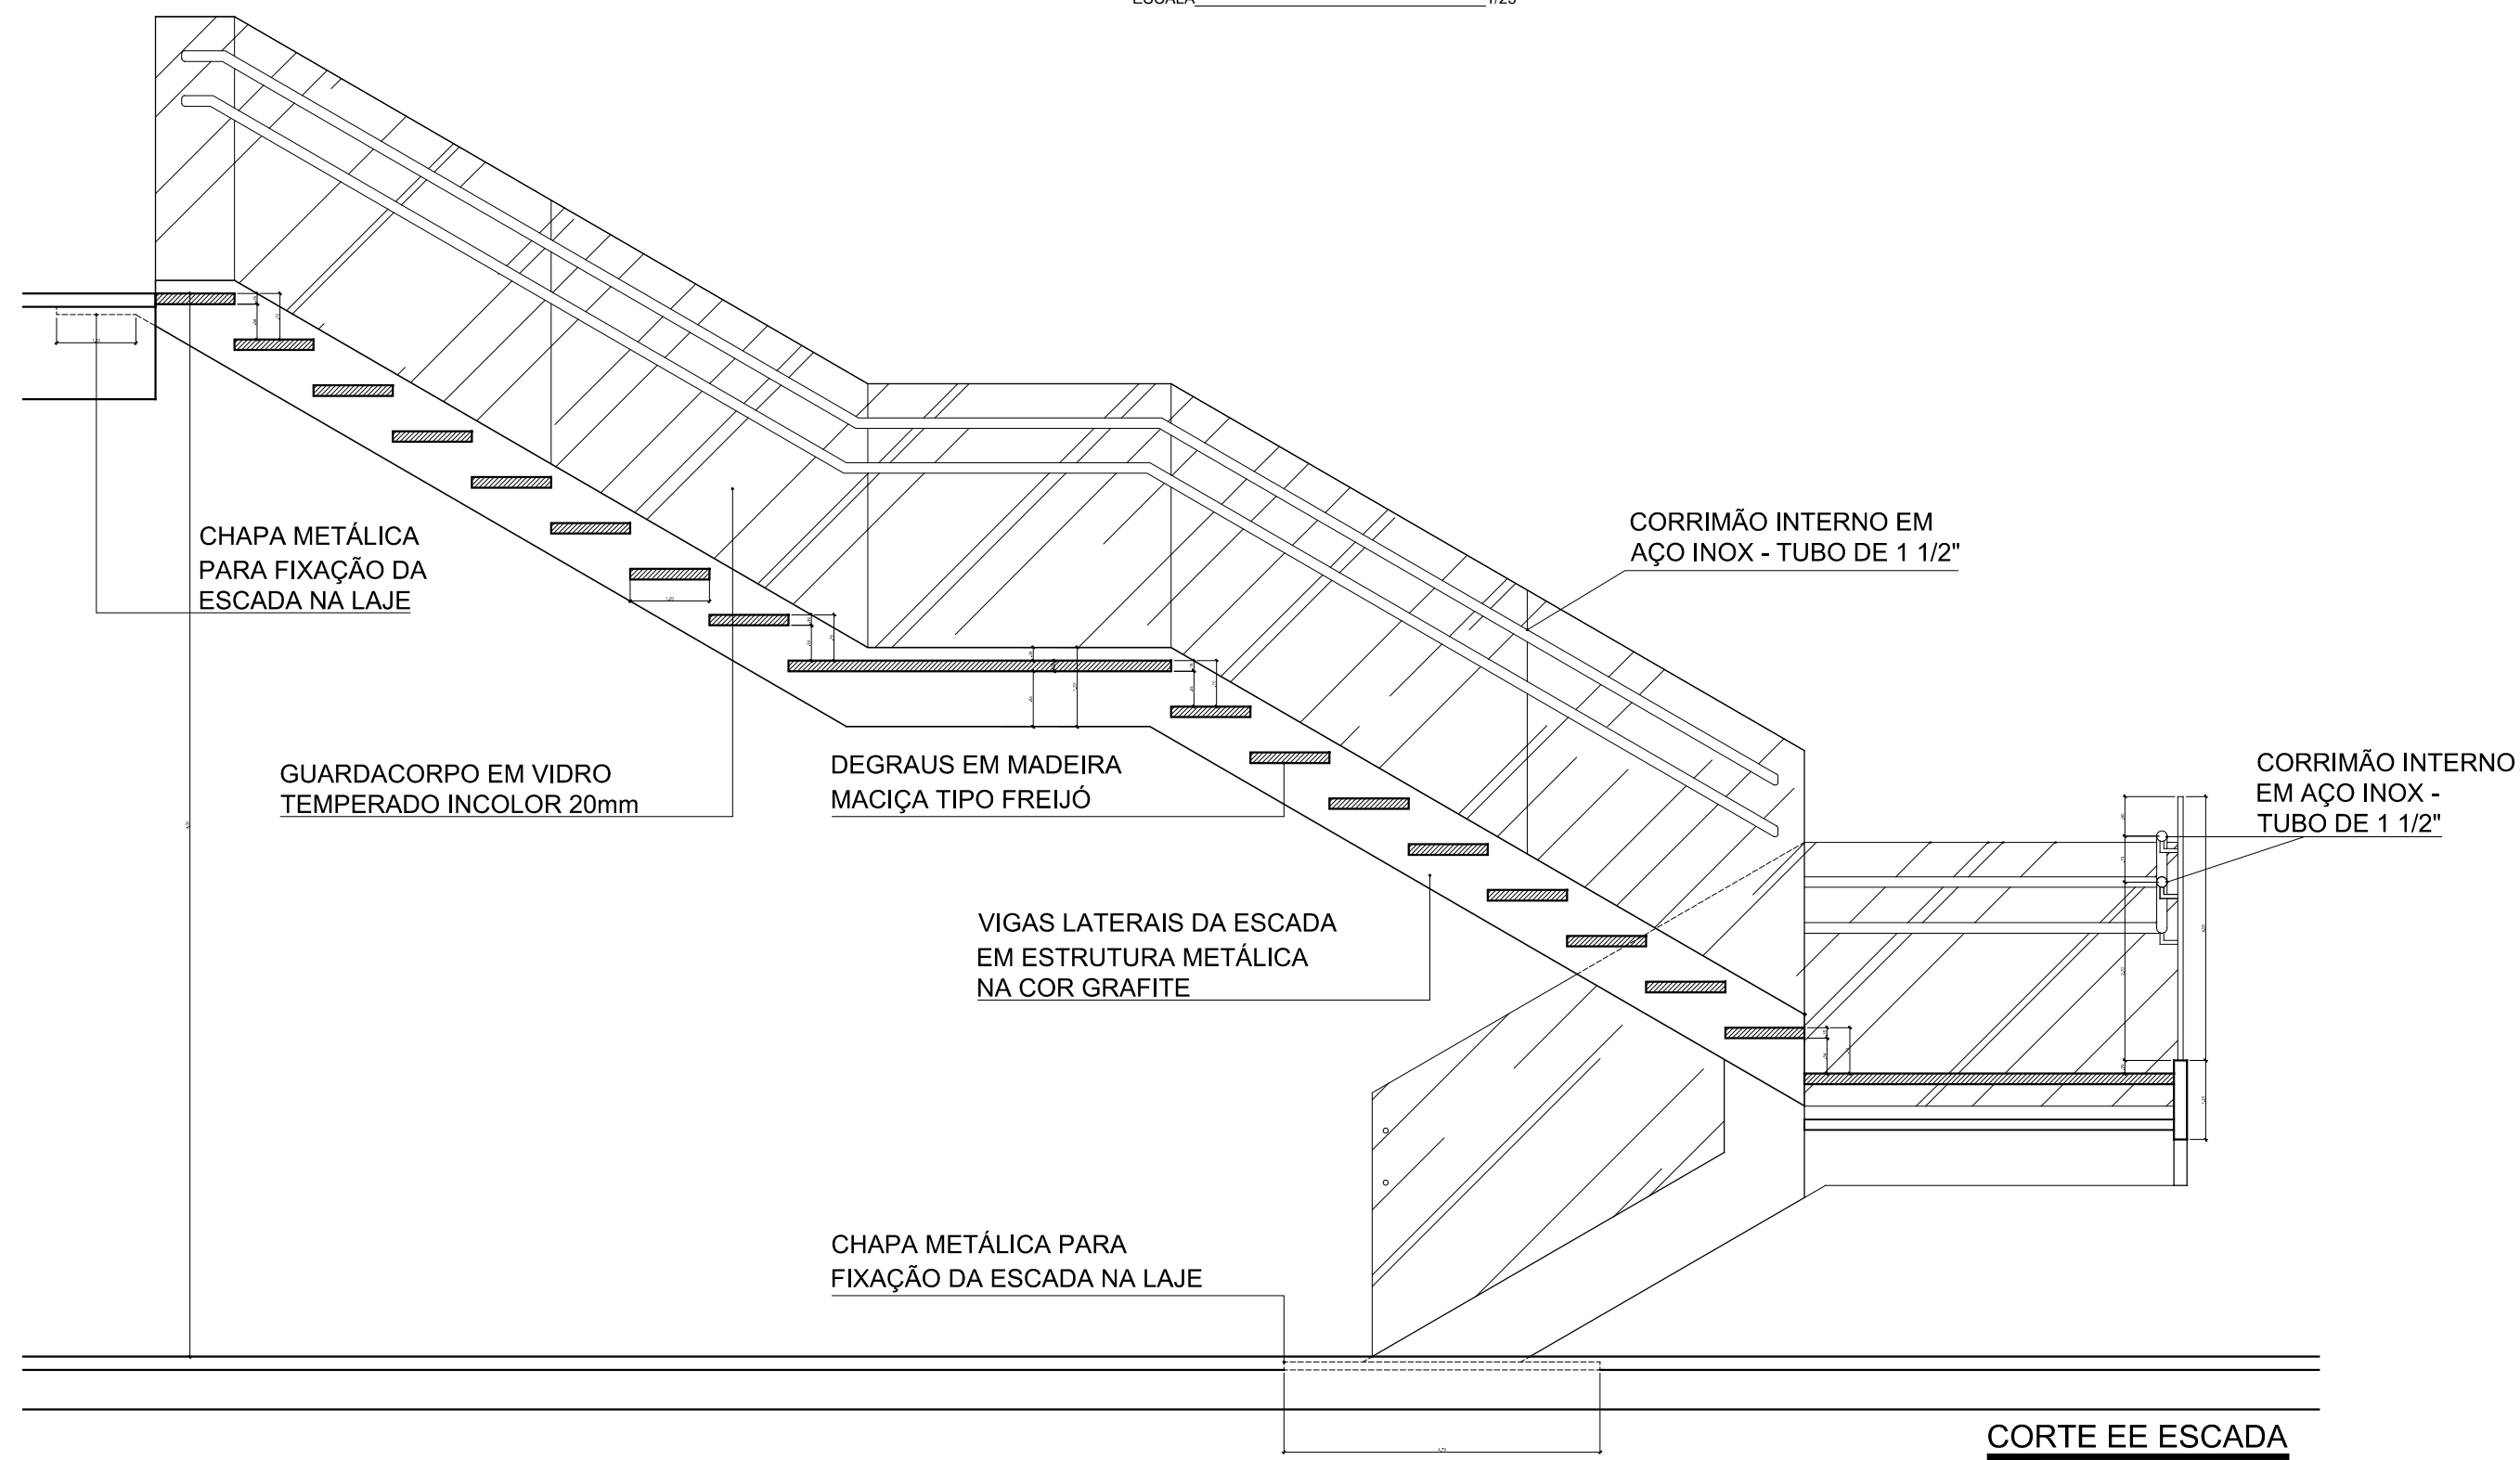 ESCALA 1/25
CHAPA METÁLICA
PARA FIXAÇÃO DA
ESCADA NA LAJE
CORRIMÃO INTERNO EM
AÇO INOX - TUBO DE 1 1/2"
GUARDACORPO EM VIDRO
TEMPERADO INCOLOR 20mm
DEGRAUS EM MADEIRA
MACIÇA TIPO FREIJÓ
CORRIMÃO INTERNO
EM AÇO INOX -
TUBO DE 1 1/2"
VIGAS LATERAIS DA ESCADA
EM ESTRUTURA METÁLICA
NA COR GRAFITE
CHAPA METÁLICA PARA
FIXAÇÃO DA ESCADA NA LAJE
CORTE EE ESCADA